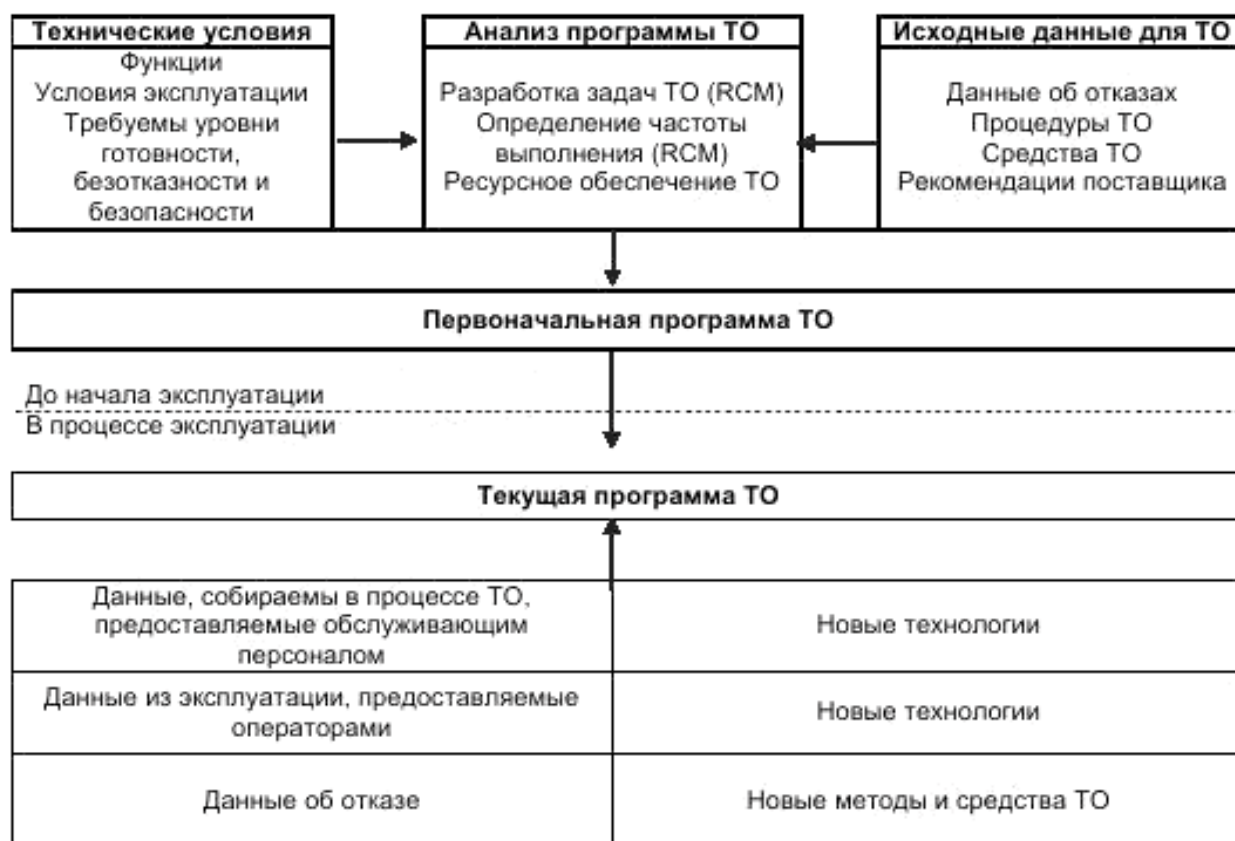 Технические условия
Функции
Условия эксплуатации
Требуемы уровни
готовности,
безотказности и
безопасности
Анализ программы ТО
Разработка задач ТО (RCM)
Определение частоты
выполнения (RCM)
Ресурсное обеспечение ТО
Исходные данные для ТО
Данные об отказах
Процедуры ТО
Средства ТО
Рекомендации поставщика
Первоначальная программа ТО
До начала эксплуатации
В процессе эксплуатации
Текущая программа ТО
Данные, собираемы в процессе ТО,
предоставляемые обслуживающим
персоналом
Новые технологии
Данные из эксплуатации, предоставляемые
операторами
Новые технологии
Данные об отказе
Новые методы и средства ТО